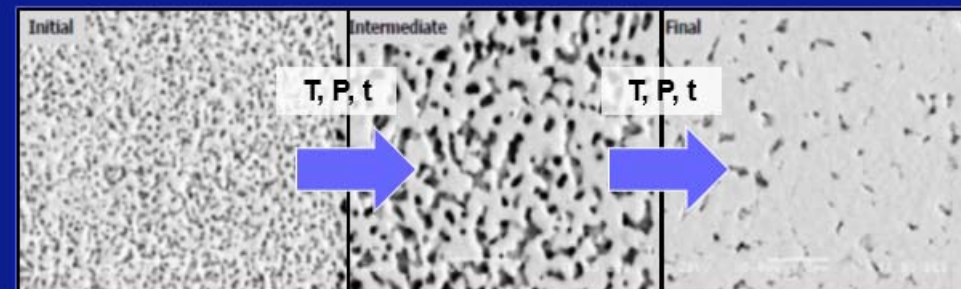 Initial
Intermediate
Final
T, P, t
T, P, t